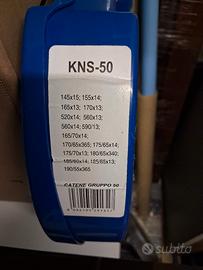 KNS-50
145x15; 155x14;
165x13; 170x13;
520x14; 560x13;
560x14; 590/13;
165/70x14;
170/65x365; 175/65x14;
175/70x13; 180/65x340;
185/60x14; 185/65x13;
190/55x365
CATENE GRUPPO 50
subito